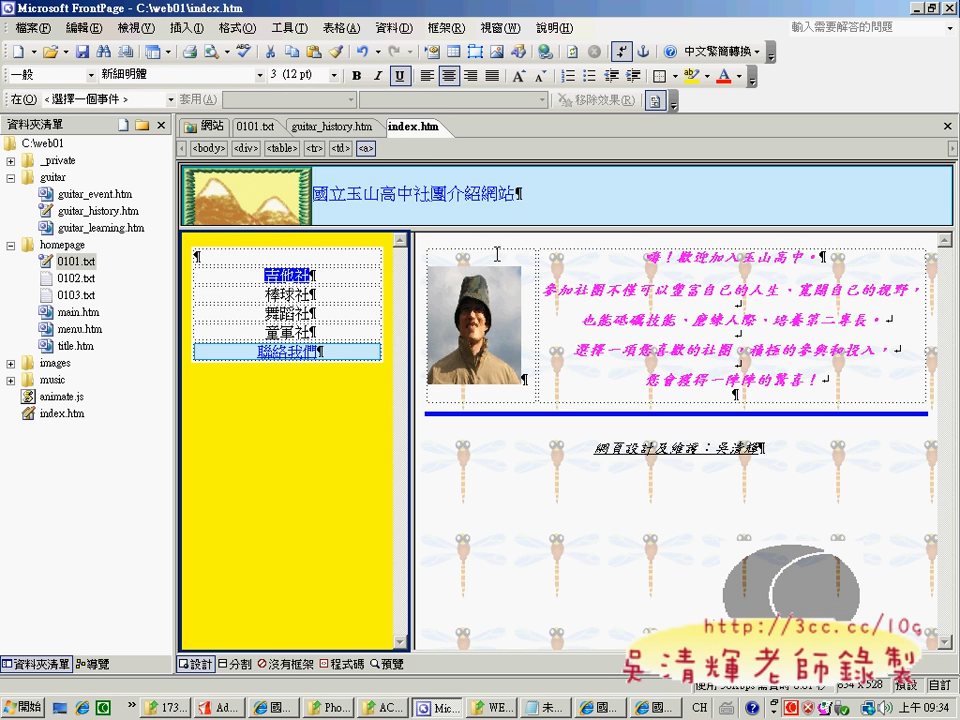 Microsoft FrontPage - C:\web01\index.htm
檔案(F) 編輯(E) 檢視(V) 插入(I) 格式(O) 工具(T) 表格(A) 資料(D) 框架(R) 視窗(W) 說明(H) 輸入需要解答的問題
中文繁簡轉換
一般 新細明體 3 (12 pt) B I U A A A
在(O) <選擇一個事件> 套用(A) 移除效果(R)
資料夾清單 網站 0101.txt guitar_history.htm index.htm
C:\web01 <body> <div> <table> <tr> <td> <a>
_private
guitar
guitar_event.htm
guitar_history.htm
guitar_learning.htm
homepage
0101.txt
0102.txt
0103.txt
main.htm
menu.htm
title.htm
images
music
animate.js
index.htm
國立玉山高中社團介紹網站
吉他社
棒球社
舞蹈社
童軍社
聯絡我們
嗨！歡迎加入玉山高中。
參加社團不僅可以豐富自己的人生、寬闊自己的視野，
也能砥礪技能、磨練人際、培養第二專長。
選擇一項您喜歡的社團，積極的參與和投入，
您會獲得一陣陣的驚喜！
網頁設計及維護：吳清輝
http://3cc.cc/10g
吳清輝老師錄製
資料夾清單 導覽 設計 分割 沒有框架 程式碼 預覽
834 x 528 預設 自訂
開始 173... Ad... 國... Pho... AC... Mic... WE... 未... 國... 國... CH 上午 09:34